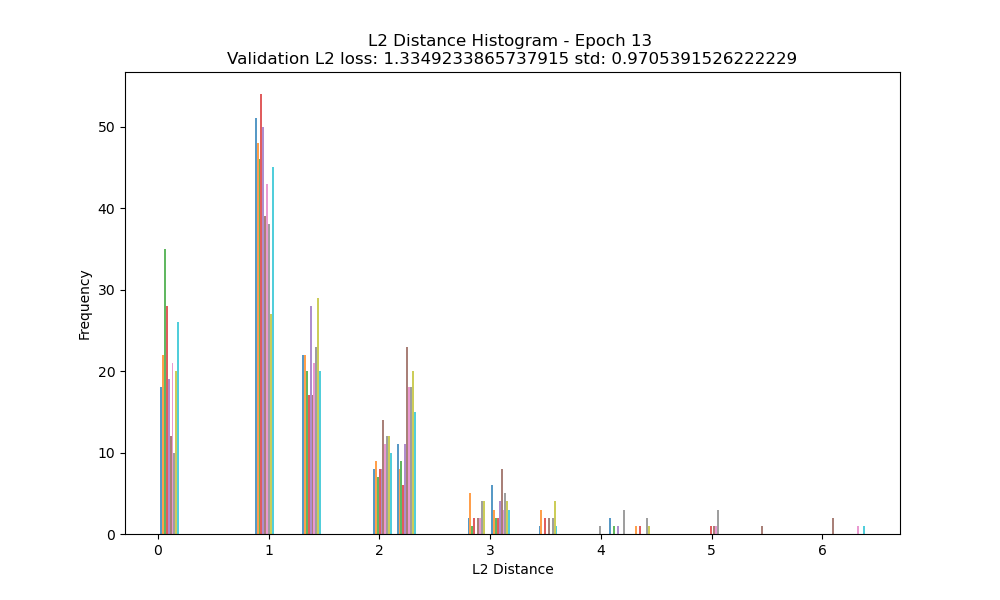 L2 Distance Histogram - Epoch 13
Validation L2 loss: 1.3349233865737915 std: 0.9705391526222229
50
40
30
20
10
0
Frequency
0 1 2 3 4 5 6
L2 Distance